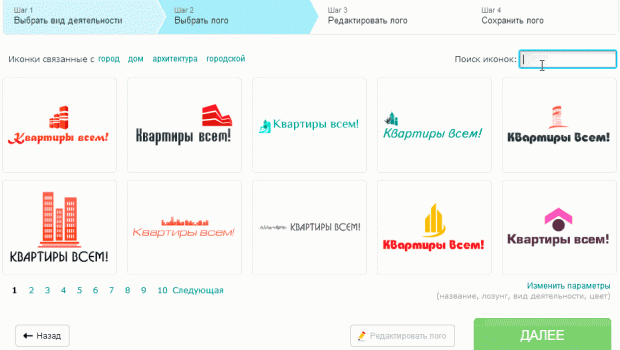 Шаг 1 Шаг 2 Шаг 3 Шаг 4
Выбрать вид деятельности Выбрать лого Редактировать лого Сохранить лого
Иконки связанные с город дом архитектура городской Поиск иконок:
Квартиры всем! Квартиры всем! Квартиры всем! Квартиры всем! Квартиры Всем!
КВАРТИРЫ ВСЕМ! КВАРТИРЫ ВСЕМ! КВАРТИРЫ ВСЕМ! Квартиры Всем! Квартиры всем!
1 2 3 4 5 6 7 8 9 10 Следующая Изменить параметры
(название, лозунг, вид деятельности, цвет)
Назад Редактировать лого ДАЛЕЕ